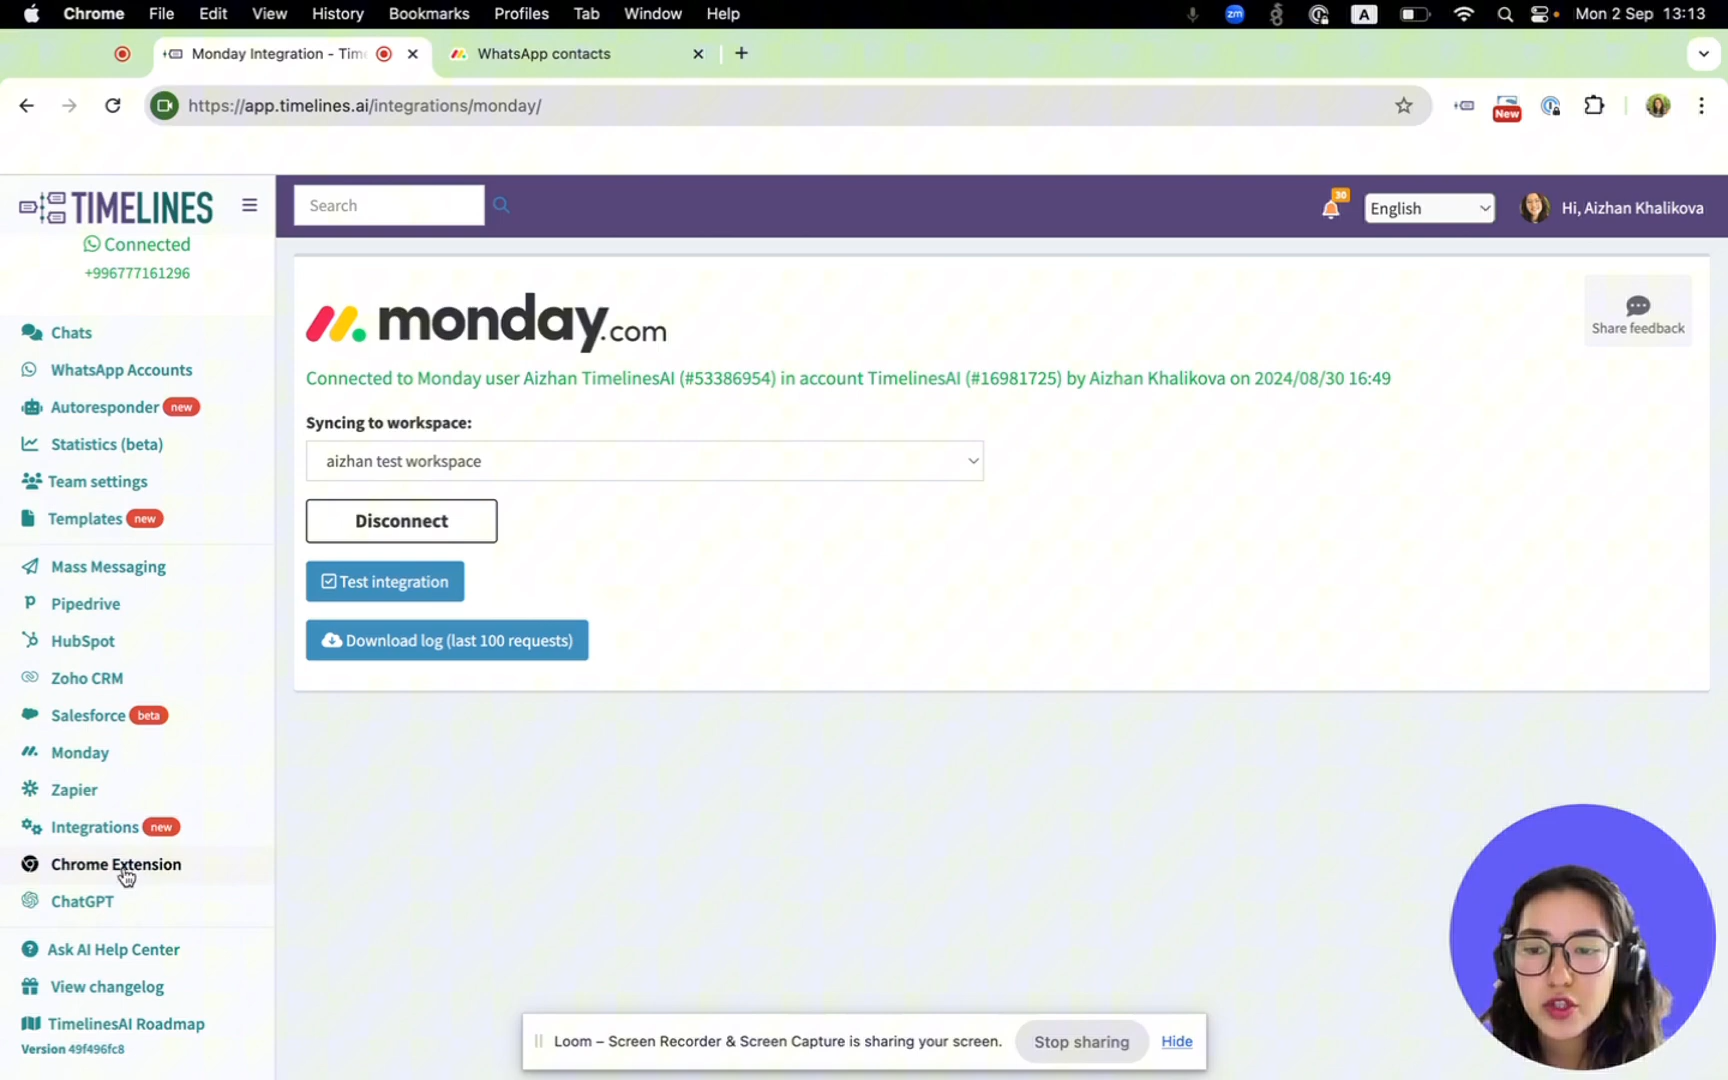 Chrome File Edit View History Bookmarks Profiles Tab Window Help
zm A Mon 2 Sep 13:13
Monday Integration - Time
WhatsApp contacts
https://app.timelines.ai/integrations/monday/
New
TIMELINES
Connected
+996777161296
Search
30
English
Hi, Aizhan Khalikova
Chats
WhatsApp Accounts
Autoresponder new
Statistics (beta)
Team settings
Templates new
Mass Messaging
Pipedrive
HubSpot
Zoho CRM
Salesforce beta
Monday
Zapier
Integrations new
Chrome Extension
ChatGPT
Ask AI Help Center
View changelog
TimelinesAI Roadmap
Version 49f496fc8
monday.com
Share feedback
Connected to Monday user Aizhan TimelinesAI (#53386954) in account TimelinesAI (#16981725) by Aizhan Khalikova on 2024/08/30 16:49
Syncing to workspace:
aizhan test workspace
Disconnect
Test integration
Download log (last 100 requests)
Loom – Screen Recorder & Screen Capture is sharing your screen.
Stop sharing
Hide